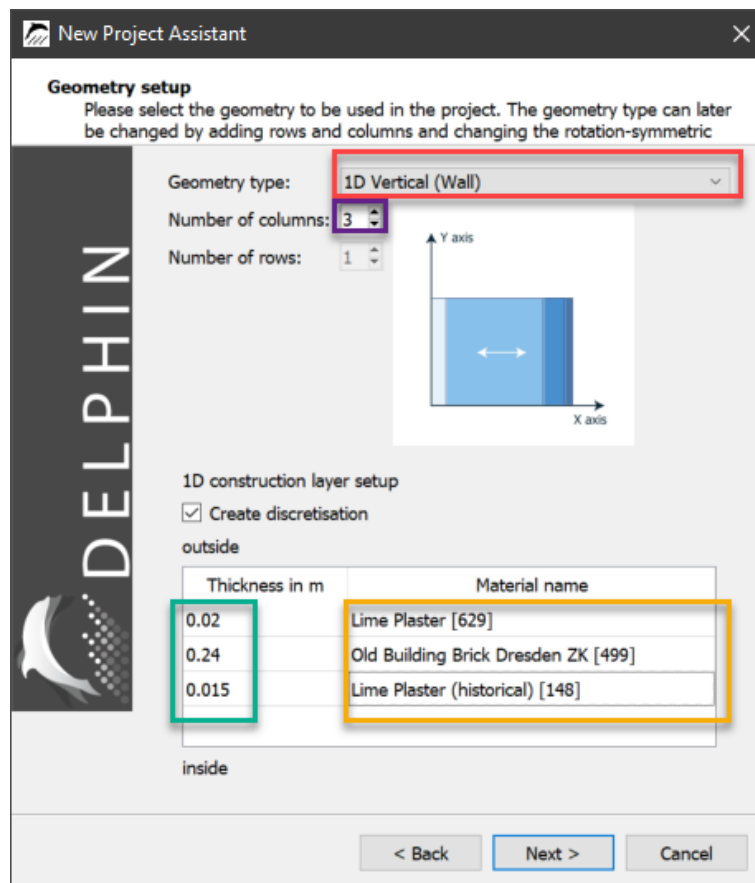 New Project Assistant
Geometry setup
Please select the geometry to be used in the project. The geometry type can later
be changed by adding rows and columns and changing the rotation-symmetric
Geometry type: 1D Vertical (Wall)
Number of columns: 3
Number of rows: 1
Y axis
X axis
DELPHIN
1D construction layer setup
Create discretisation
outside
Thickness in m Material name
0.02 Lime Plaster [629]
0.24 Old Building Brick Dresden ZK [499]
0.015 Lime Plaster (historical) [148]
inside
< Back Next > Cancel